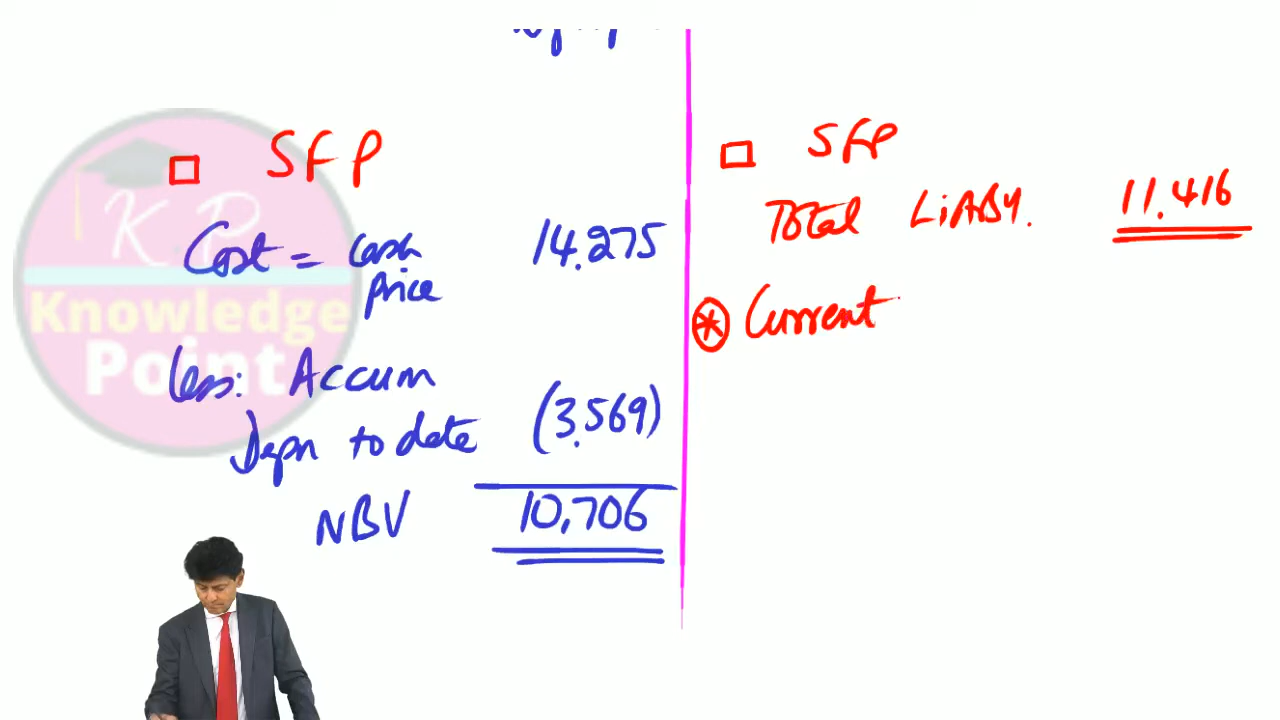 SFP
Cost = Cash Price 14,275
Less: Accum
Depn to date (3,569)
NBV 10,706
SFP
Total LiABY. 11,416
* Current
K.P
Knowledge
Point